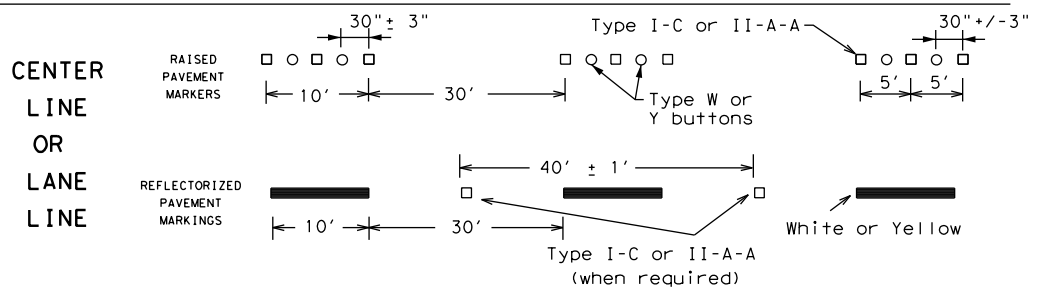 CENTER
LINE
OR
LANE
LINE
RAISED
PAVEMENT
MARKERS
30" ± 3"
10'
30'
Type I-C or II-A-A
30"+/-3"
5'
5'
Type W or
Y buttons
REFLECTORIZED
PAVEMENT
MARKINGS
40' ± 1'
10'
30'
Type I-C or II-A-A
(when required)
White or Yellow